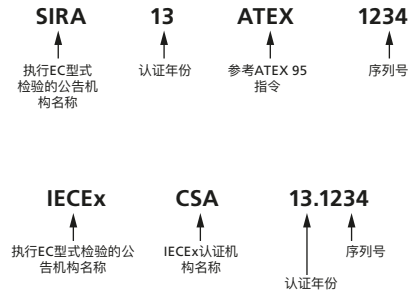 SIRA 13 ATEX 1234
执行EC型式 认证年份 参考ATEX 95 序列号
检验的公告机 指令
构名称
IECEx CSA 13.1234
执行EC型式检验的公 IECEx认证机 序列号
告机构名称 构名称
认证年份